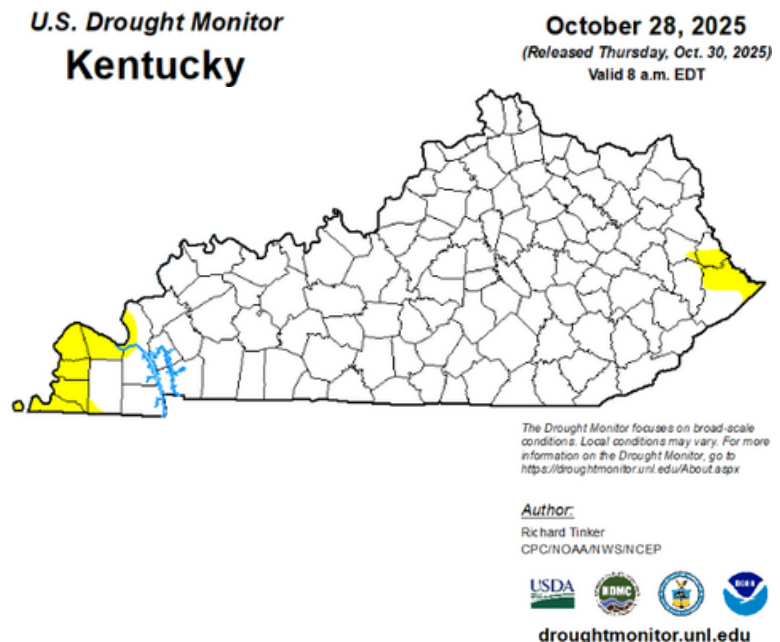 U.S. Drought Monitor
Kentucky
October 28, 2025
(Released Thursday, Oct. 30, 2025)
Valid 8 a.m. EDT
The Drought Monitor focuses on broad-scale
conditions. Local conditions may vary. For more
information on the Drought Monitor, go to
https://droughtmonitor.unl.edu/About.aspx
Author:
Richard Tinker
CPC/NOAA/NWS/NCEP
USDA
NDMC
NOAA
droughtmonitor.unl.edu